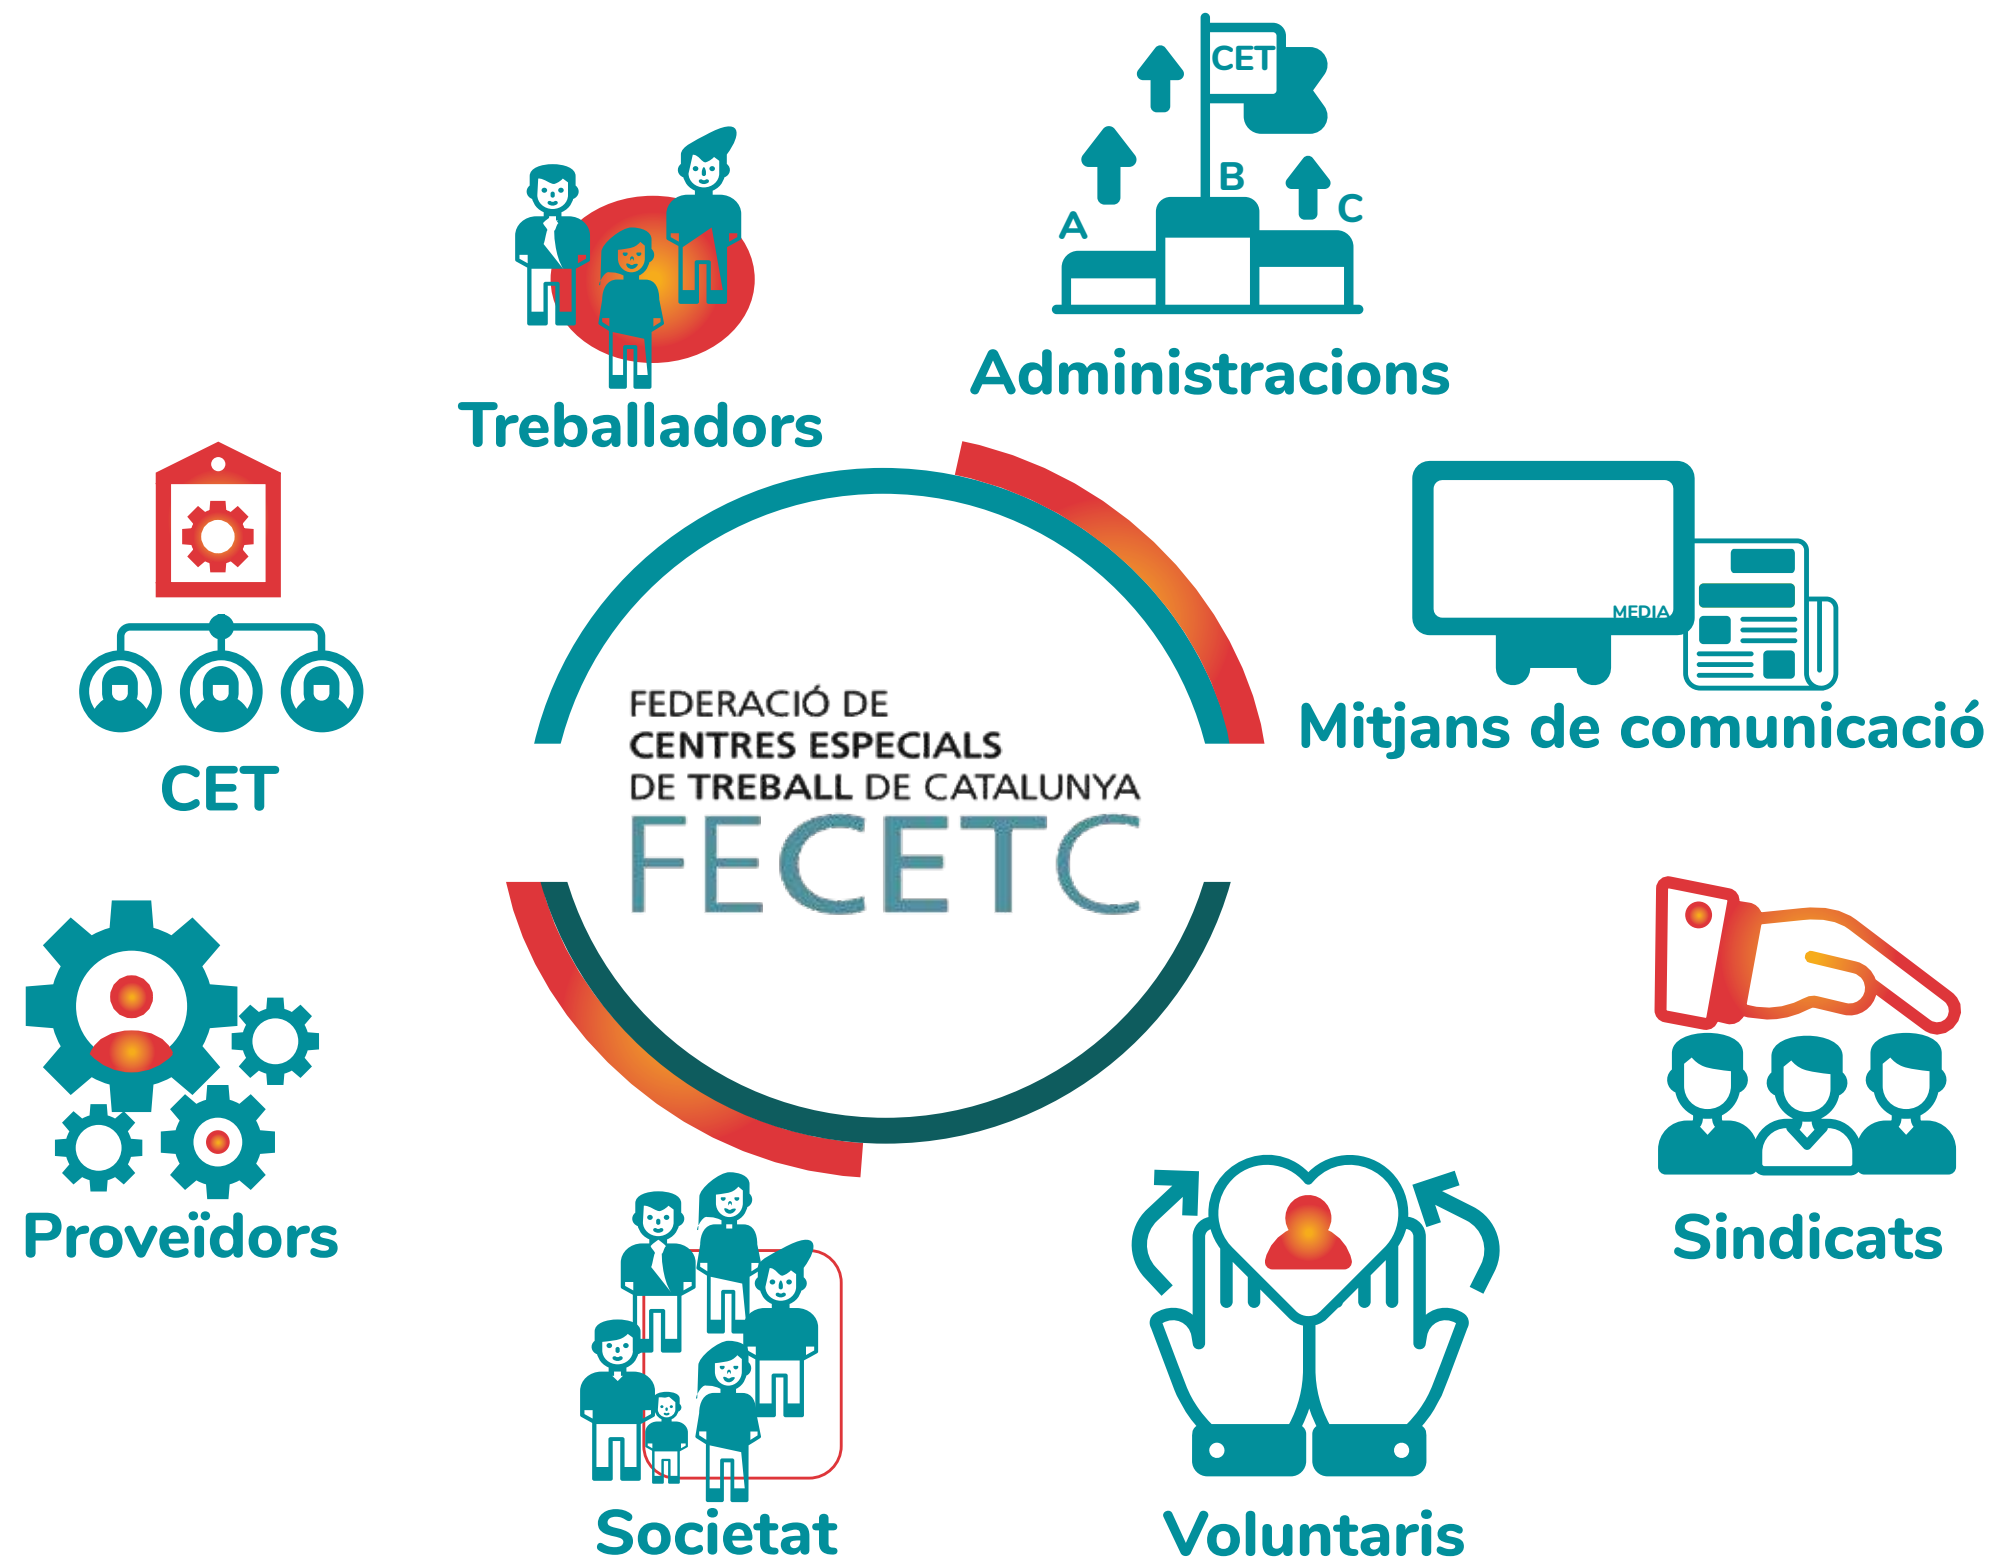 CET
B
C
A
Administracions
Treballadors
MEDIA
Mitjans de comunicació
CET
FEDERACIÓ DE
CENTRES ESPECIALS
DE TREBALL DE CATALUNYA
FECETC
Proveïdors
Sindicats
Societat
Voluntaris